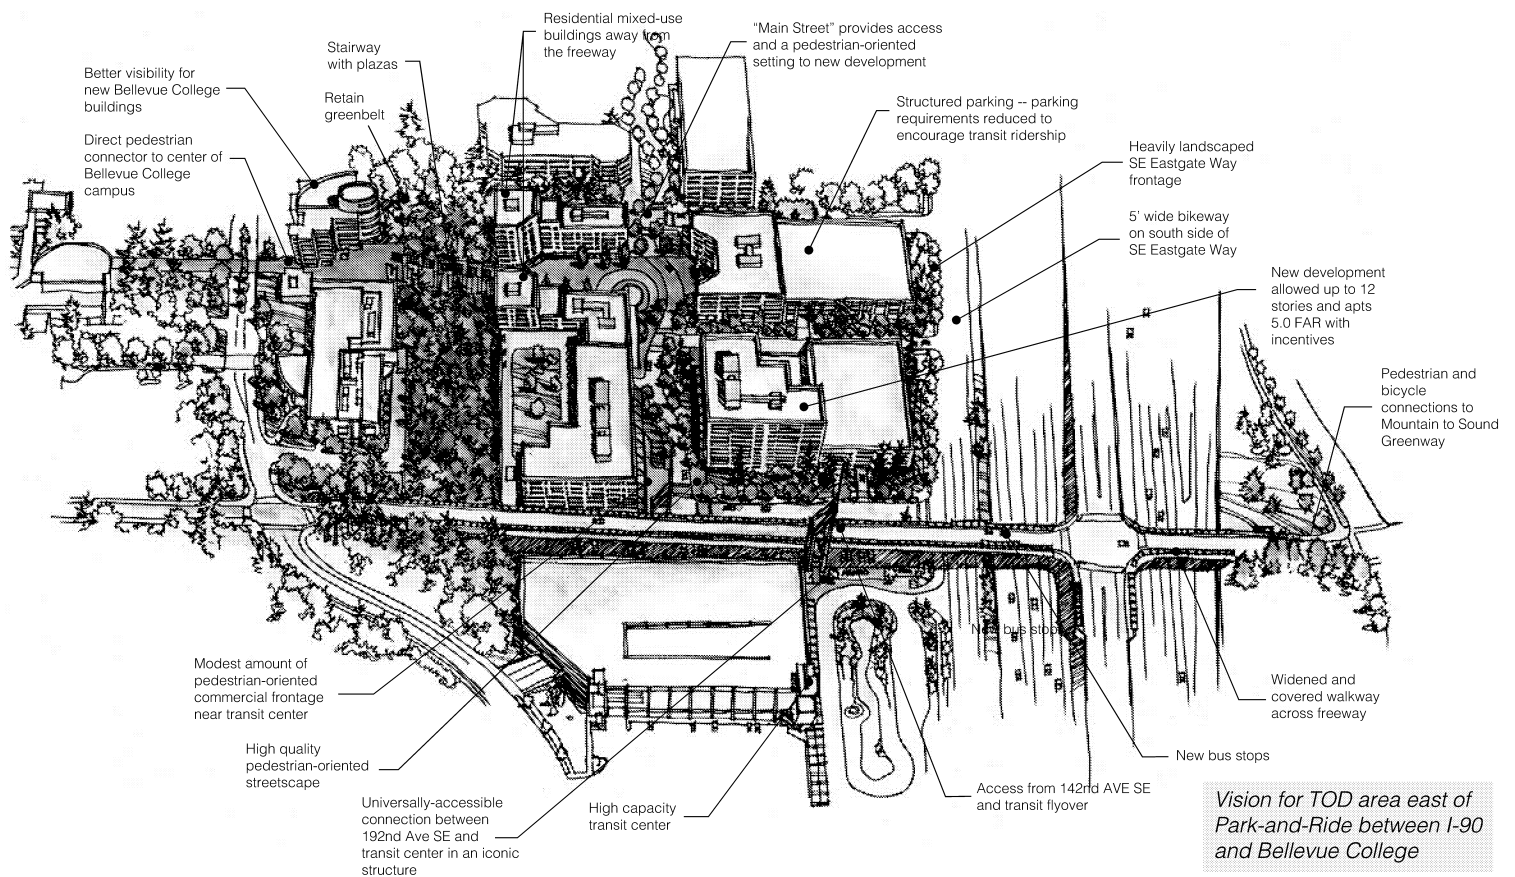 Residential mixed-use
buildings away from
the freeway
"Main Street" provides access
and a pedestrian-oriented
setting to new development
Stairway
with plazas
Better visibility for
new Bellevue College
buildings
Retain
greenbelt
Structured parking -- parking
requirements reduced to
encourage transit ridership
Direct pedestrian
connector to center of
Bellevue College
campus
Heavily landscaped
SE Eastgate Way
frontage
5' wide bikeway
on south side of
SE Eastgate Way
New development
allowed up to 12
stories and apts
5.0 FAR with
incentives
Pedestrian and
bicycle
connections to
Mountain to Sound
Greenway
New bus stops
Modest amount of
pedestrian-oriented
commercial frontage
near transit center
Widened and
covered walkway
across freeway
High quality
pedestrian-oriented
streetscape
New bus stops
Access from 142nd AVE SE
and transit flyover
Universally-accessible
connection between
192nd Ave SE and
transit center in an iconic
structure
High capacity
transit center
Vision for TOD area east of
Park-and-Ride between I-90
and Bellevue College